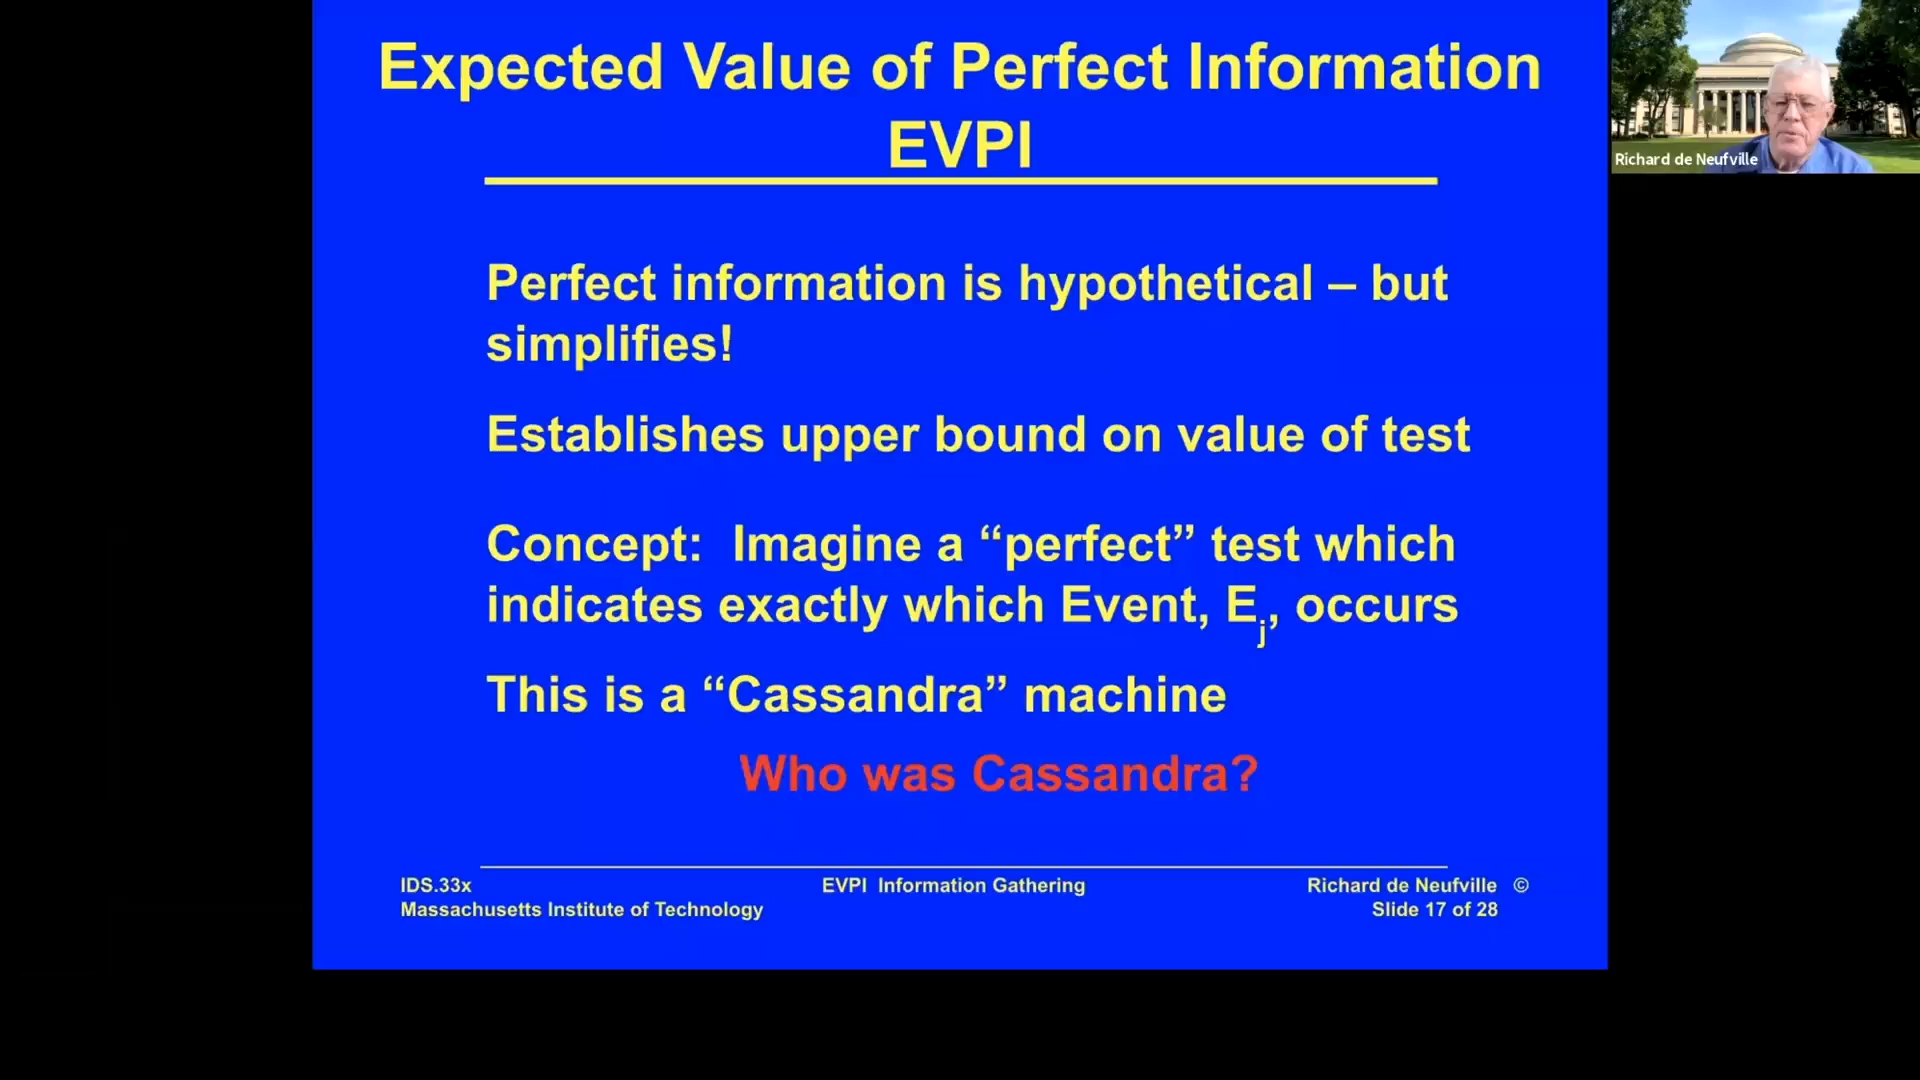 Expected Value of Perfect Information
EVPI
Richard de Neufville
Perfect information is hypothetical – but
simplifies!
Establishes upper bound on value of test
Concept:  Imagine a “perfect” test which
indicates exactly which Event, Ej, occurs
This is a “Cassandra” machine
Who was Cassandra?
IDS.33x
Massachusetts Institute of Technology
EVPI  Information Gathering
Richard de Neufville ©
Slide 17 of 28